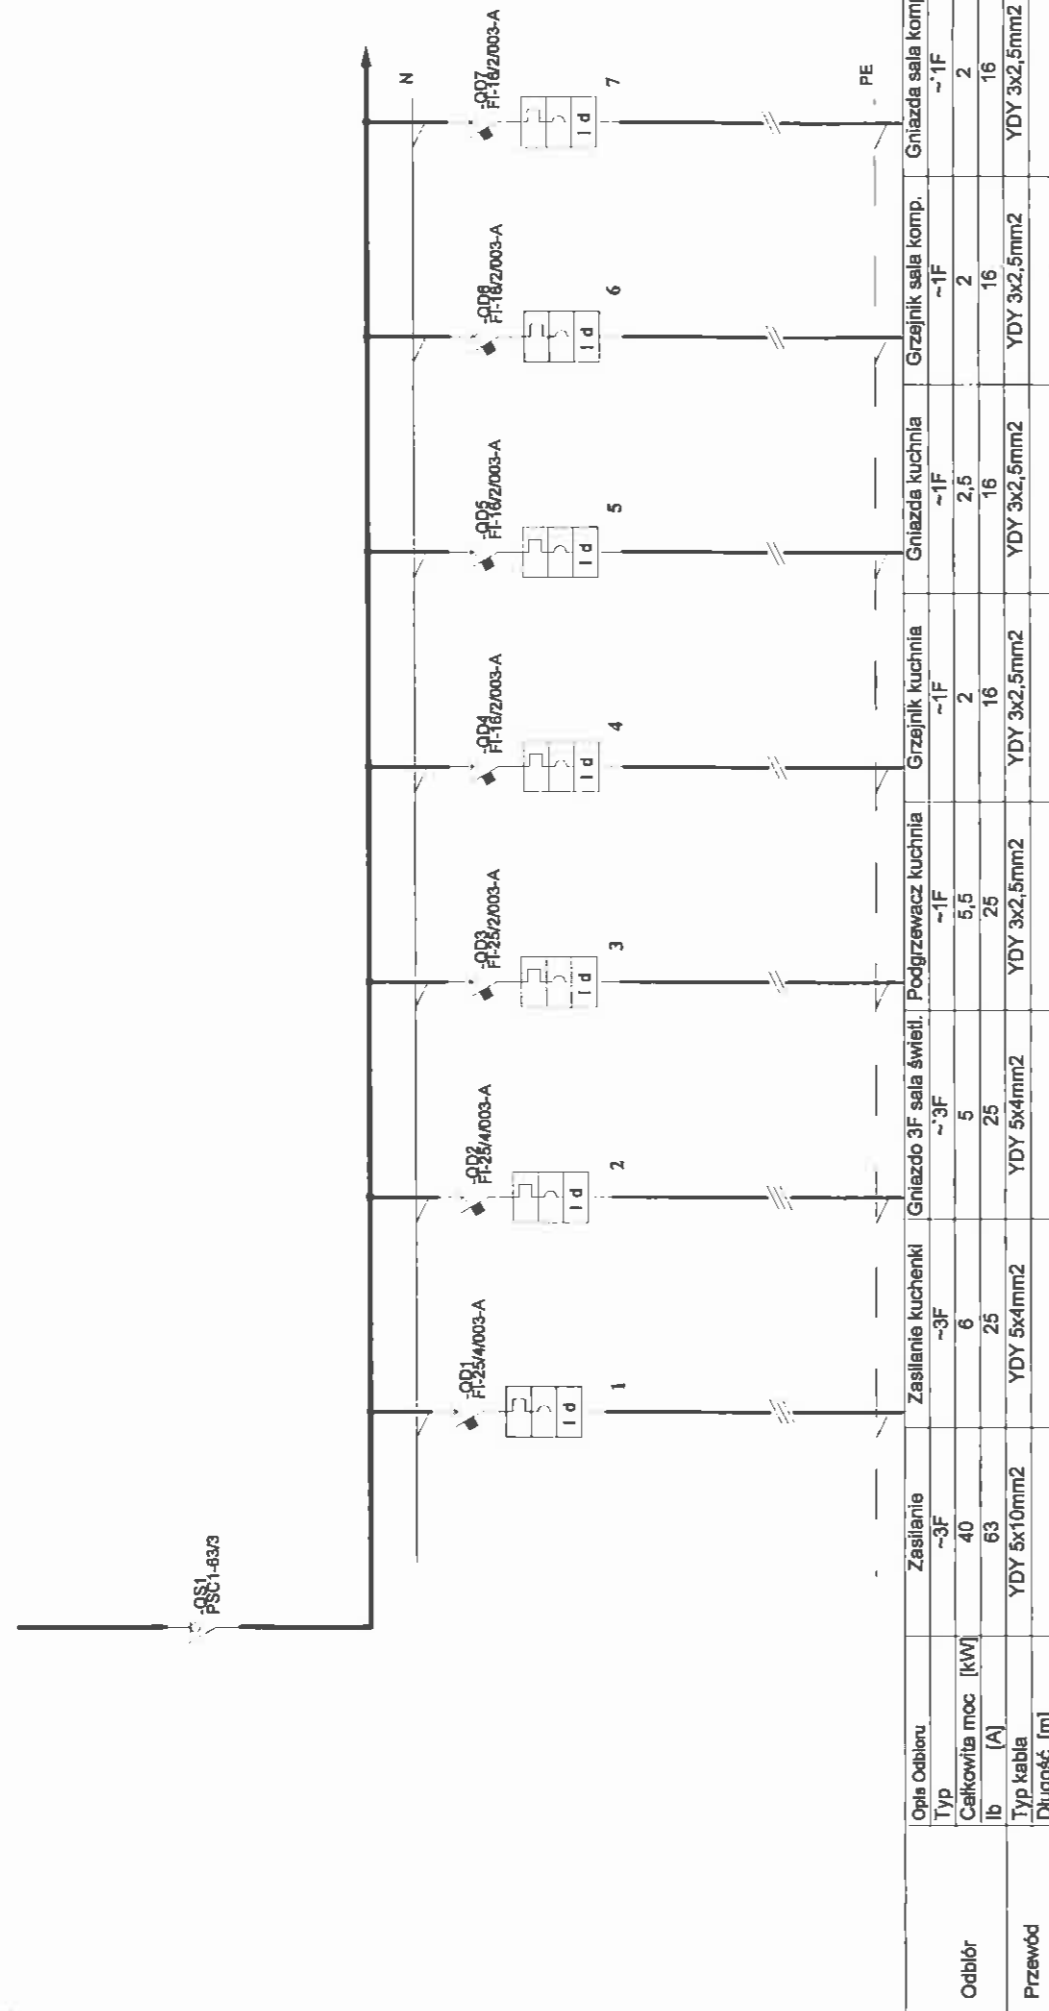 -QS1
PSC1-63/3
N
-QD1
FI-25/4/003-A
-QD2
FI-25/4/003-A
-QD3
FI-25/2/003-A
-QD4
FI-16/2/003-A
-QD5
FI-16/2/003-A
-QD6
FI-16/2/003-A
-QD7
FI-16/2/003-A
I d
I d
I d
I d
I d
I d
I d
1
2
3
4
5
6
7
PE
Odbiór
Opis Odbioru Zasilanie Zasilanie kuchenki Gniazdo 3F sala świetl. Podgrzewacz kuchnia Grzejnik kuchnia Gniazda kuchnia Grzejnik sala komp. Gniazda sala komp
Typ ~3F ~3F ~3F ~1F ~1F ~1F ~1F ~1F
Całkowita moc [kW] 40 6 5 5,5 2 2,5 2 2
Ib [A] 63 25 25 25 16 16 16 16
Przewód
Typ kabla YDY 5x10mm2 YDY 5x4mm2 YDY 5x4mm2 YDY 3x2,5mm2 YDY 3x2,5mm2 YDY 3x2,5mm2 YDY 3x2,5mm2 YDY 3x2,5mm2
Długość [m]